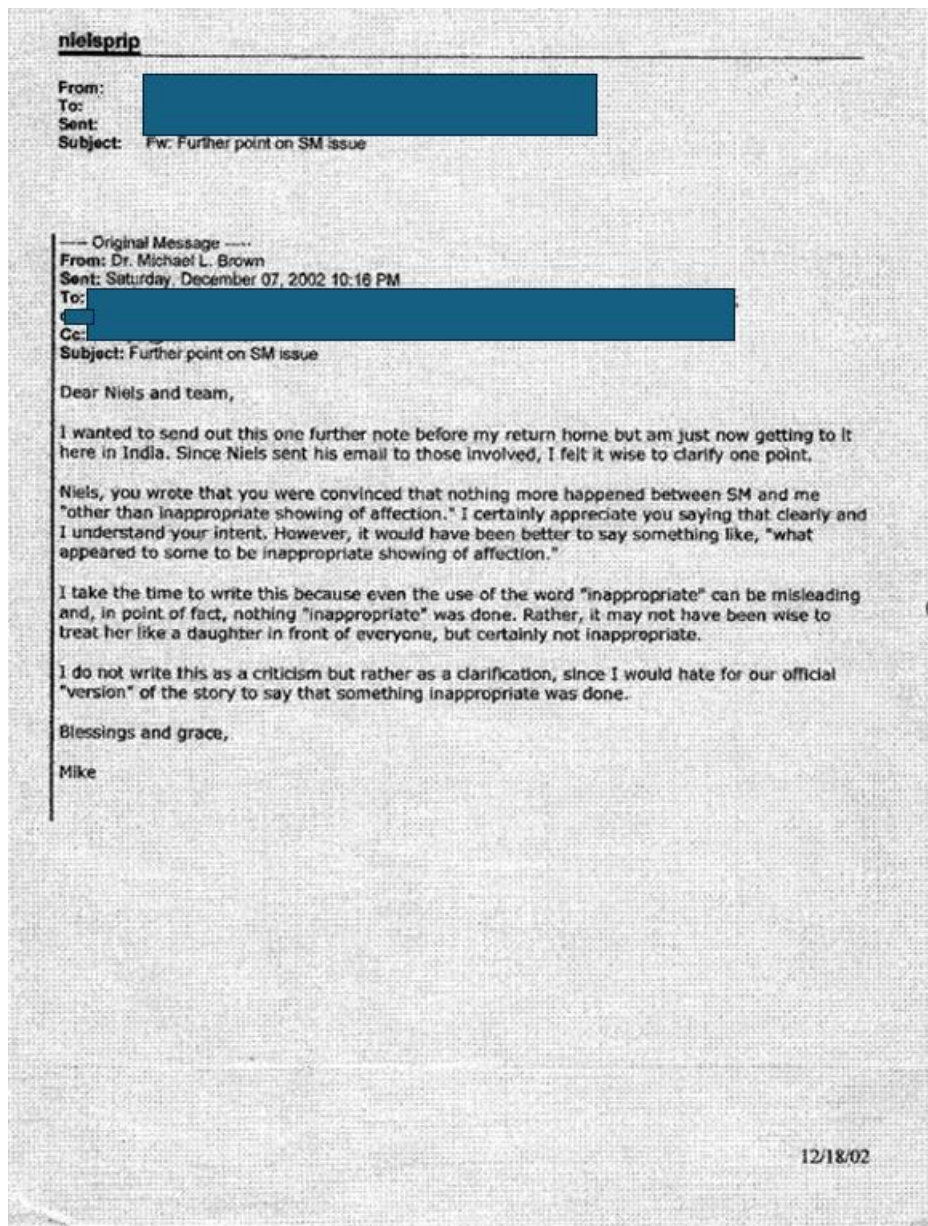 nielsprip
From:
To:
Sent:
Subject: Fw: Further point on SM issue
----- Original Message -----
From: Dr. Michael L. Brown
Sent: Saturday, December 07, 2002 10:16 PM
To:
Cc:
Subject: Further point on SM issue
Dear Niels and team,
I wanted to send out this one further note before my return home but am just now getting to it
here in India. Since Niels sent his email to those involved, I felt it wise to clarify one point.
Niels, you wrote that you were convinced that nothing more happened between SM and me
"other than inappropriate showing of affection." I certainly appreciate you saying that clearly and
I understand your intent. However, it would have been better to say something like, "what
appeared to some to be inappropriate showing of affection."
I take the time to write this because even the use of the word "inappropriate" can be misleading
and, in point of fact, nothing "inappropriate" was done. Rather, it may not have been wise to
treat her like a daughter in front of everyone, but certainly not inappropriate.
I do not write this as a criticism but rather as a clarification, since I would hate for our official
"version" of the story to say that something inappropriate was done.
Blessings and grace,
Mike
12/18/02